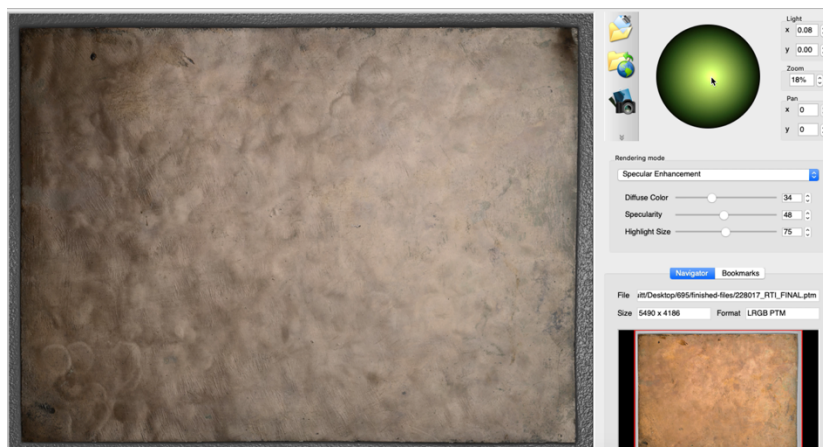 Light
x 0.08
y 0.00
Zoom
18%
Pan
x 0
y 0
Rendering mode
Specular Enhancement
Diffuse Color 34
Specularity 48
Highlight Size 75
Navigator Bookmarks
File /Desktop/695/finished-files/228017_RTI_FINAL.ptm
Size 5490 x 4186 Format LRGB PTM